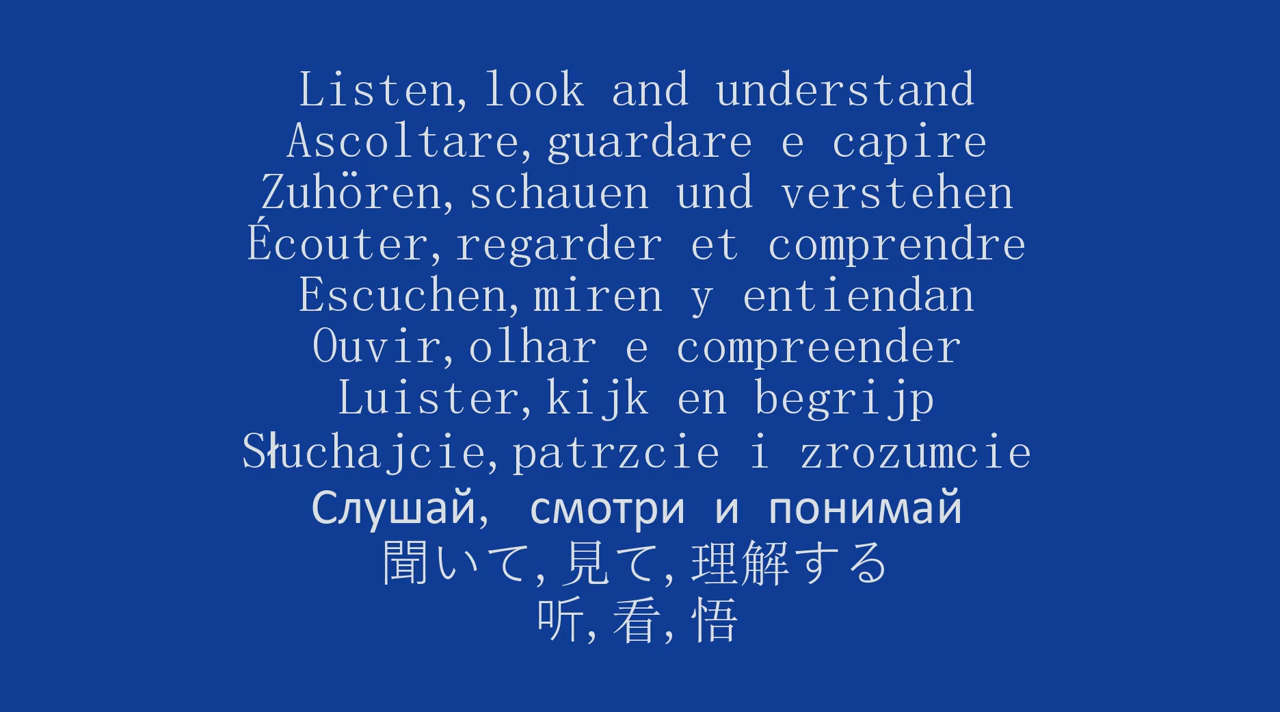 Listen, look and understand
Ascoltare, guardare e capire
Zuhören, schauen und verstehen
Écouter, regarder et comprendre
Escuchen, miren y entiendan
Ouvir, olhar e compreender
Luister, kijk en begrijp
Słuchajcie, patrzcie i zrozumcie
Слушай, смотри и понимай
聞いて, 見て, 理解する
听, 看, 悟